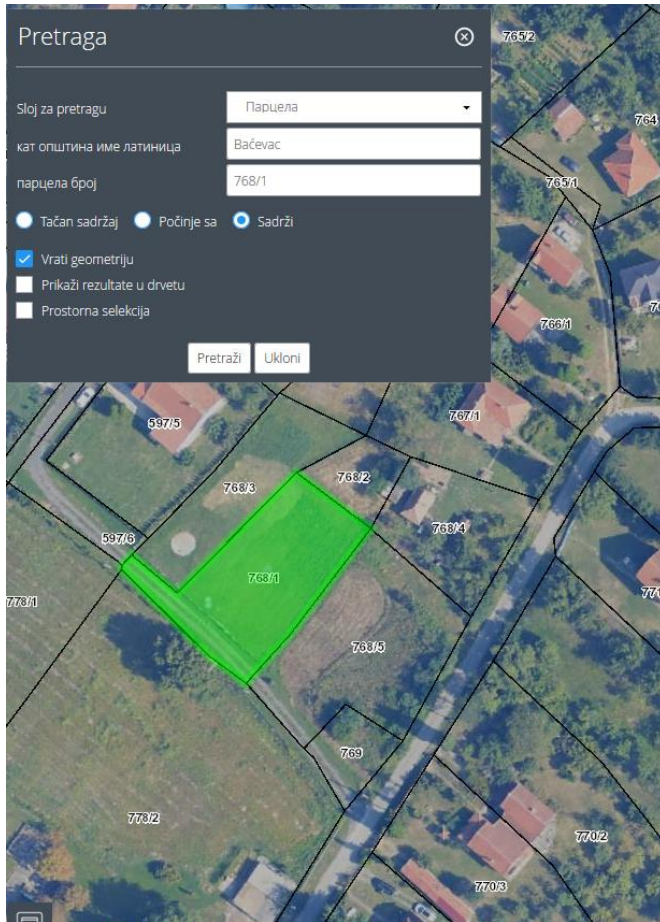 Pretraga
765/2
Sloj za pretragu
Парцела
764
кат општина име латиница
Baćevac
парцела број
768/1
765/1
Tačan sadržaj
Počinje sa
Sadrži
Vrati geometriju
Prikaži rezultate u drvetu
Prostorna selekcija
766/1
Pretraži
Ukloni
597/5
767/1
768/3
768/2
768/4
597/6
768/1
771
778/1
768/5
769
778/2
770/2
770/3